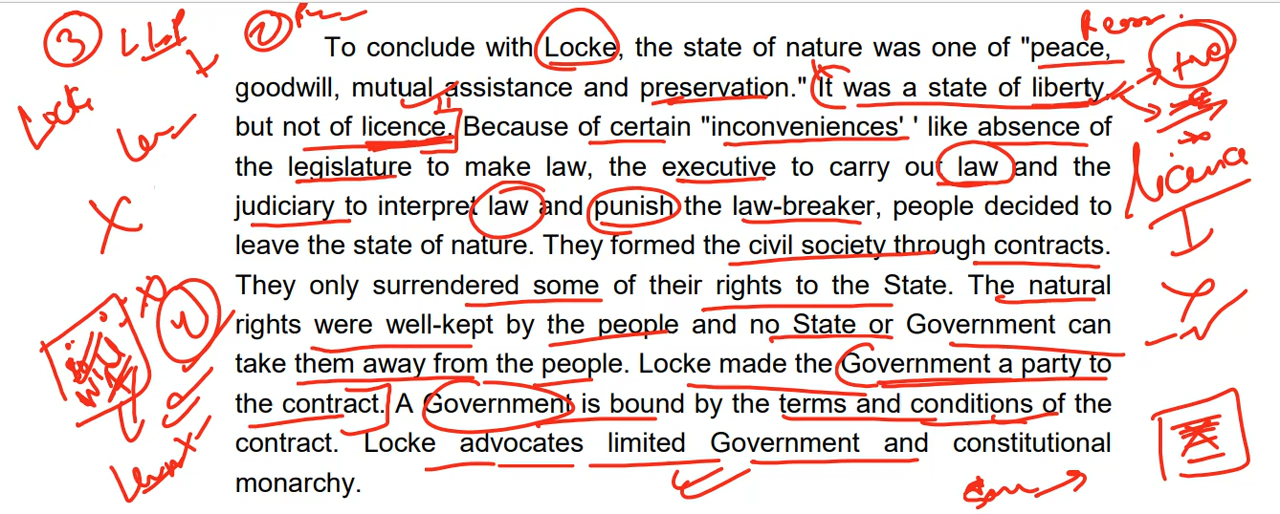 To conclude with Locke, the state of nature was one of "peace,
goodwill, mutual assistance and preservation." It was a state of liberty,
but not of licence. Because of certain "inconveniences' ' like absence of
the legislature to make law, the executive to carry out law and the
judiciary to interpret law and punish the law-breaker, people decided to
leave the state of nature. They formed the civil society through contracts.
They only surrendered some of their rights to the State. The natural
rights were well-kept by the people and no State or Government can
take them away from the people. Locke made the Government a party to
the contract. A Government is bound by the terms and conditions of the
contract. Locke advocates limited Government and constitutional
monarchy.
3
Locke
+ve
Licence